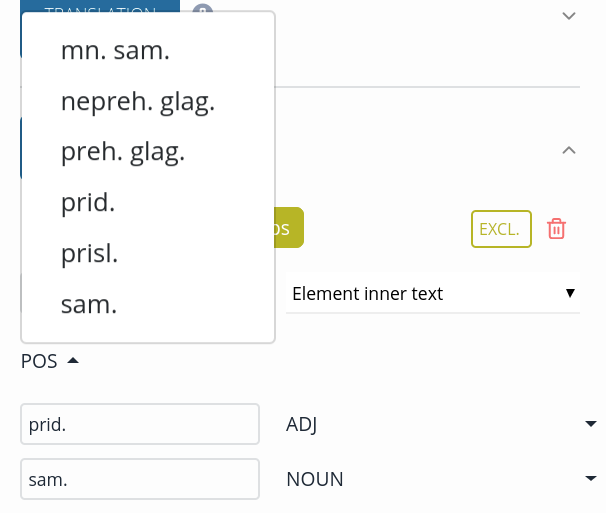 TRANSLATION
mn. sam.
nepreh. glag.
preh. glag.
prid.
prisl.
sam.
os
EXCL.
Element inner text
POS
prid.
ADJ
sam.
NOUN